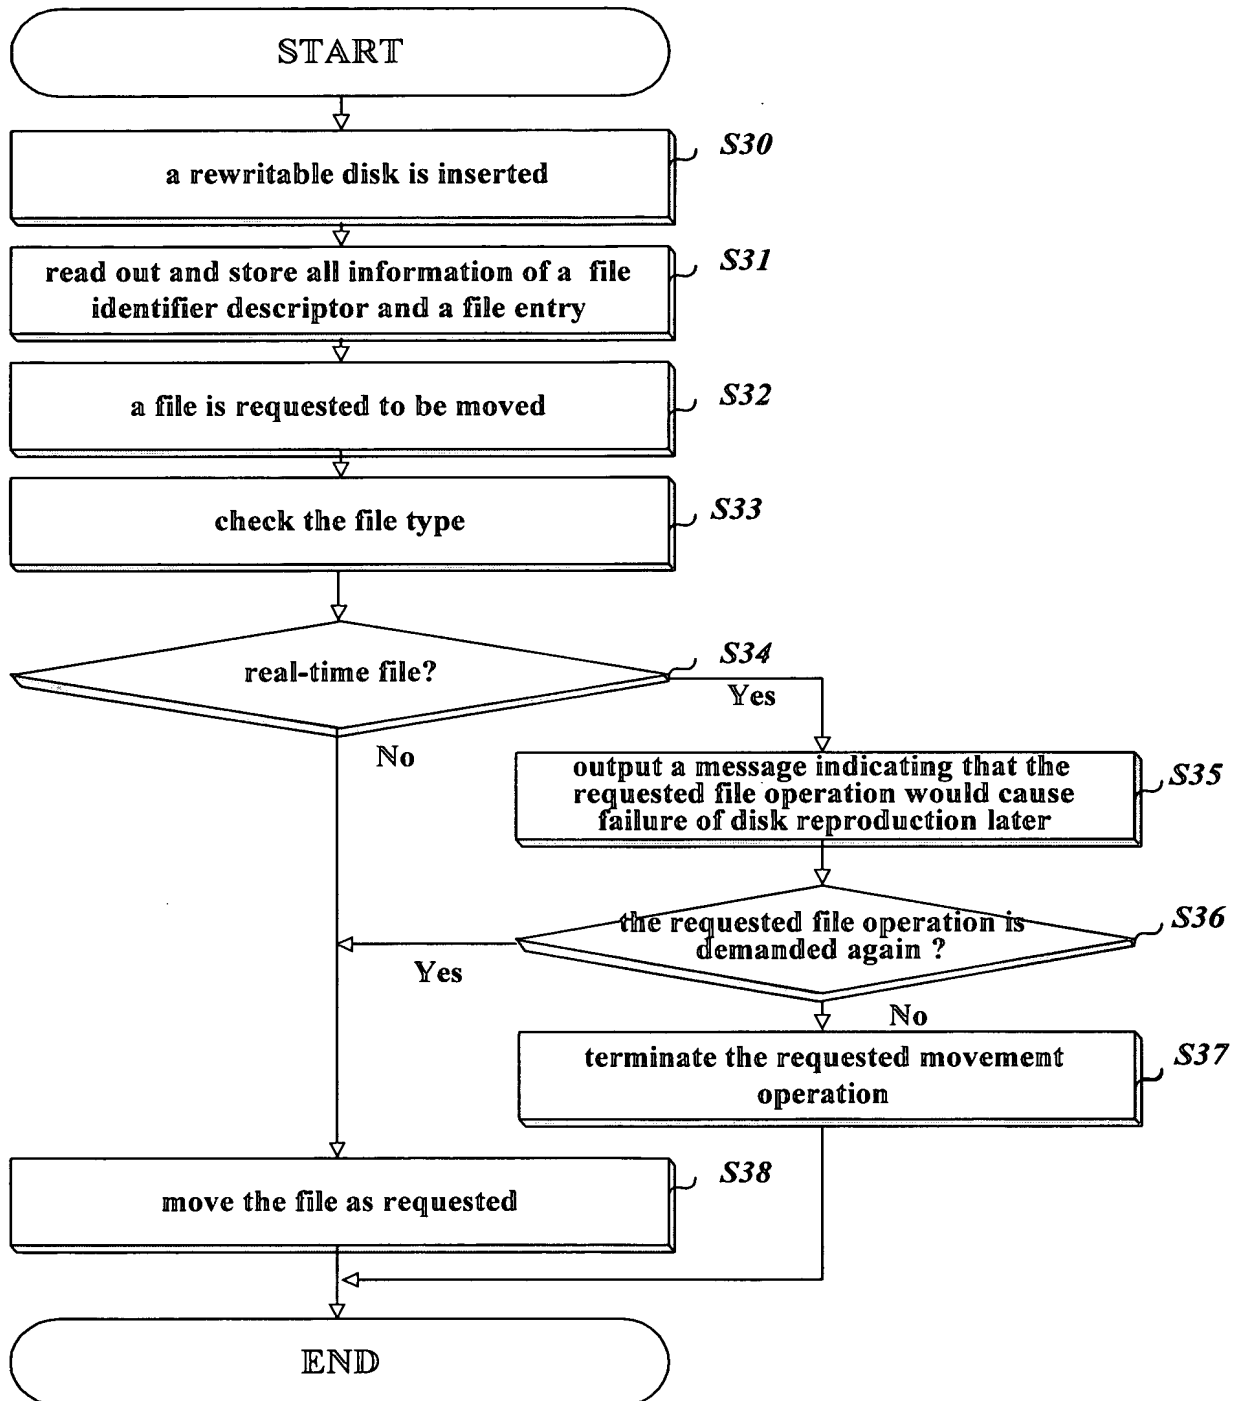 START
a rewritable disk is inserted
S30
read out and store all information of a file
identifier descriptor and a file entry
S31
a file is requested to be moved
S32
check the file type
S33
real-time file?
S34
Yes
No
output a message indicating that the
requested file operation would cause
failure of disk reproduction later
S35
the requested file operation is
demanded again ?
S36
Yes
No
terminate the requested movement
operation
S37
move the file as requested
S38
END